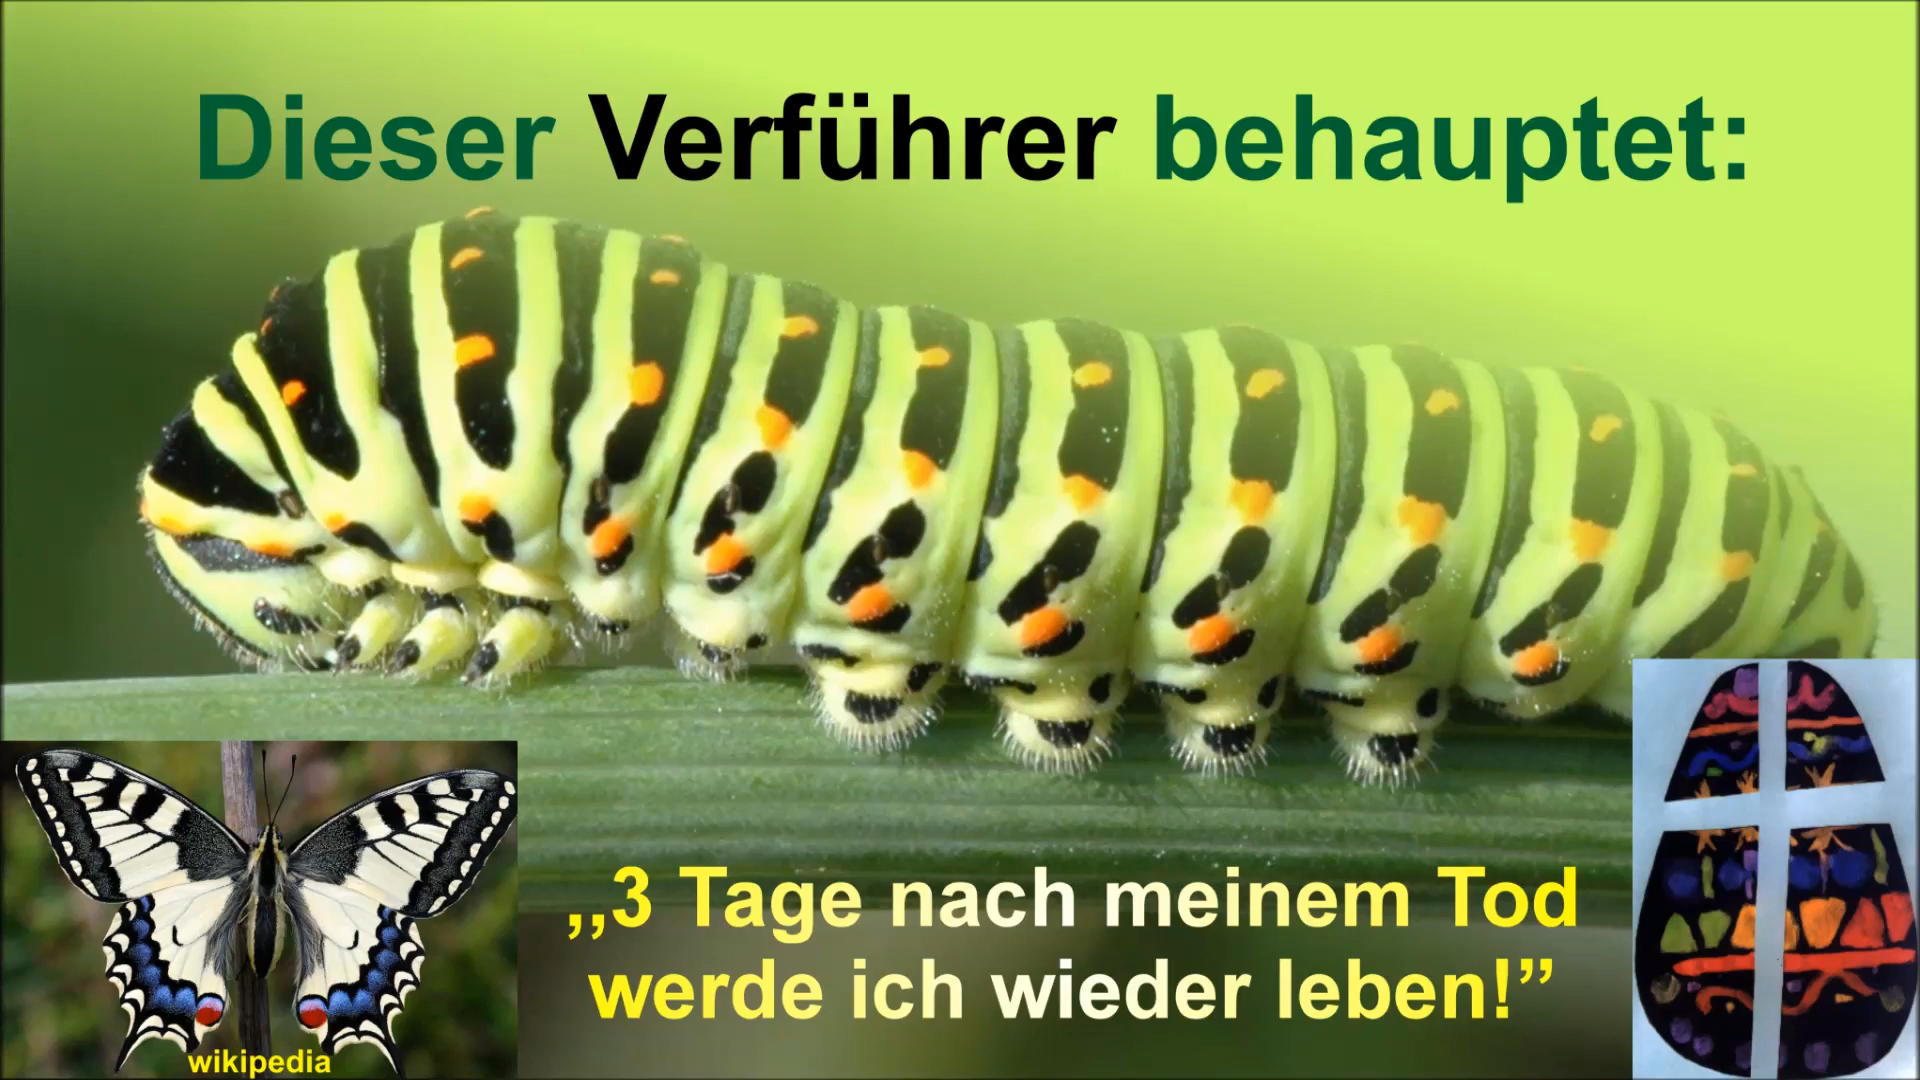 Dieser Verführer behauptet:
,,3 Tage nach meinem Tod
werde ich wieder leben!”
wikipedia